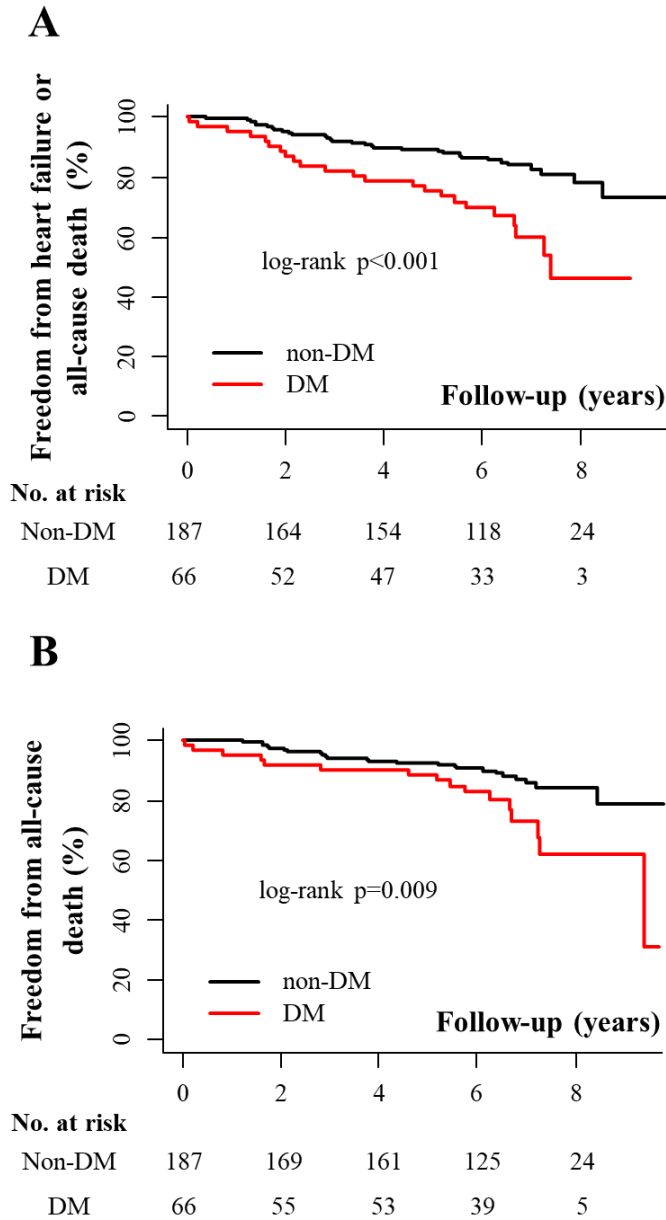 A
Freedom from heart failure or
all-cause death (%)
100
80
60
40
20
0
log-rank p<0.001
non-DM
DM
Follow-up (years)
0 2 4 6 8
No. at risk
Non-DM 187 164 154 118 24
DM 66 52 47 33 3
B
Freedom from all-cause
death (%)
100
80
60
40
20
0
log-rank p=0.009
non-DM
DM
Follow-up (years)
0 2 4 6 8
No. at risk
Non-DM 187 169 161 125 24
DM 66 55 53 39 5